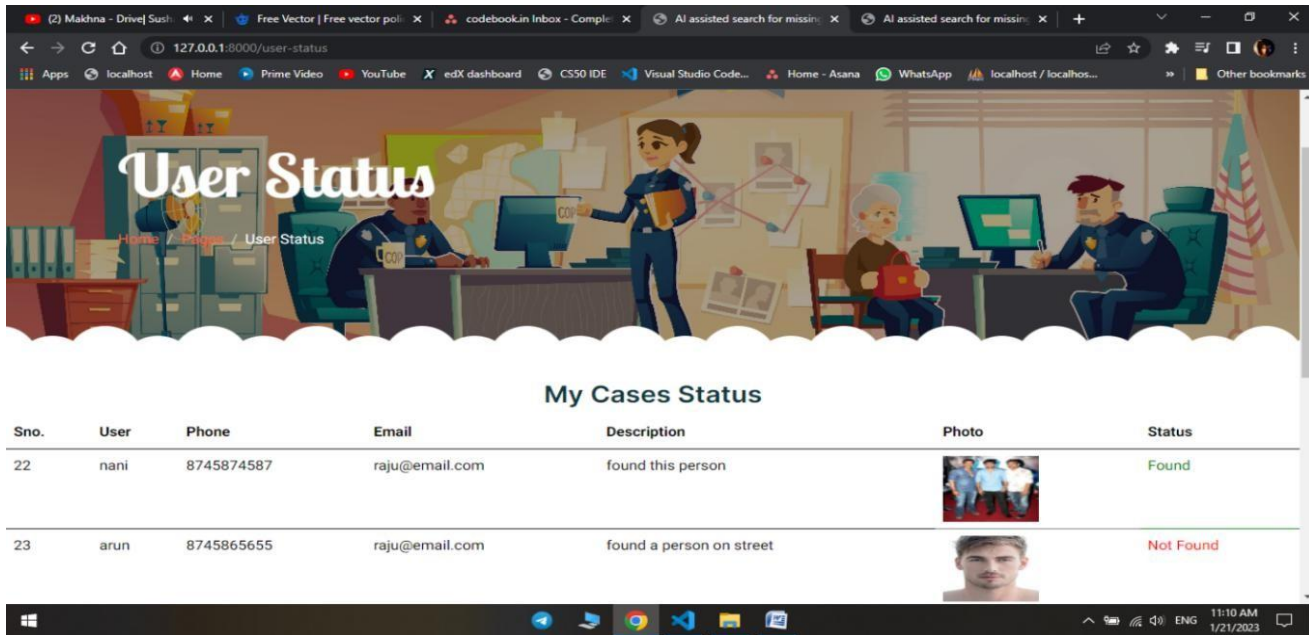 (2) Makhna - Drive| Sush
Free Vector | Free vector poli
codebook.in Inbox - Comple
AI assisted search for missing
AI assisted search for missing
127.0.0.1:8000/user-status
Apps localhost Home Prime Video YouTube edX dashboard CS50 IDE Visual Studio Code... Home - Asana WhatsApp localhost / localhos... » Other bookmarks
User Status
Home / Pages / User Status
COP
COP
My Cases Status
Sno. User Phone Email Description Photo Status
22 nani 8745874587 raju@email.com found this person Found
23 arun 8745865655 raju@email.com found a person on street Not Found
ENG 11:10 AM
1/21/2023